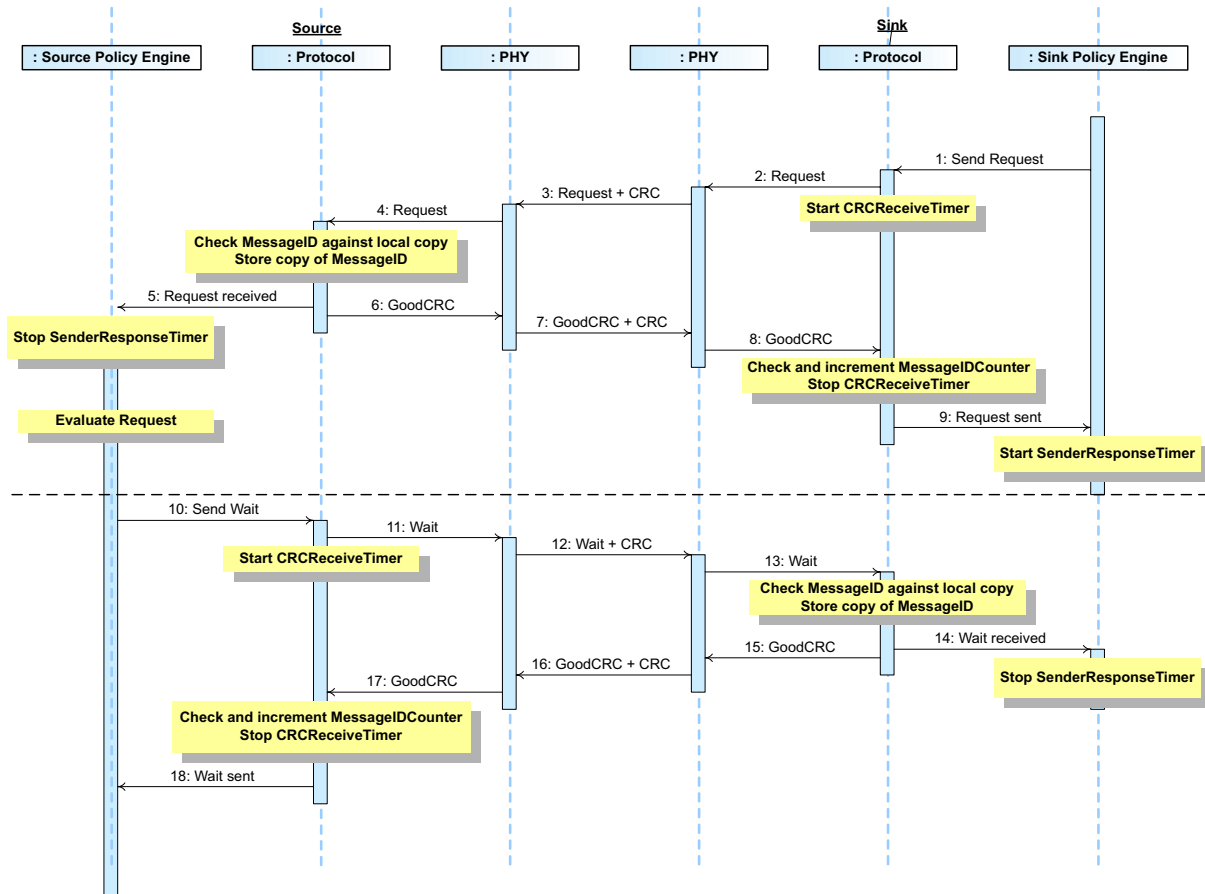 Source
Sink
: Source Policy Engine
: Protocol
: PHY
: PHY
: Protocol
: Sink Policy Engine
1: Send Request
2: Request
3: Request + CRC
Start CRCReceiveTimer
4: Request
Check MessageID against local copy
Store copy of MessageID
5: Request received
6: GoodCRC
7: GoodCRC + CRC
Stop SenderResponseTimer
8: GoodCRC
Check and increment MessageIDCounter
Stop CRCReceiveTimer
Evaluate Request
9: Request sent
Start SenderResponseTimer
10: Send Wait
11: Wait
12: Wait + CRC
Start CRCReceiveTimer
13: Wait
Check MessageID against local copy
Store copy of MessageID
14: Wait received
15: GoodCRC
16: GoodCRC + CRC
Stop SenderResponseTimer
17: GoodCRC
Check and increment MessageIDCounter
Stop CRCReceiveTimer
18: Wait sent